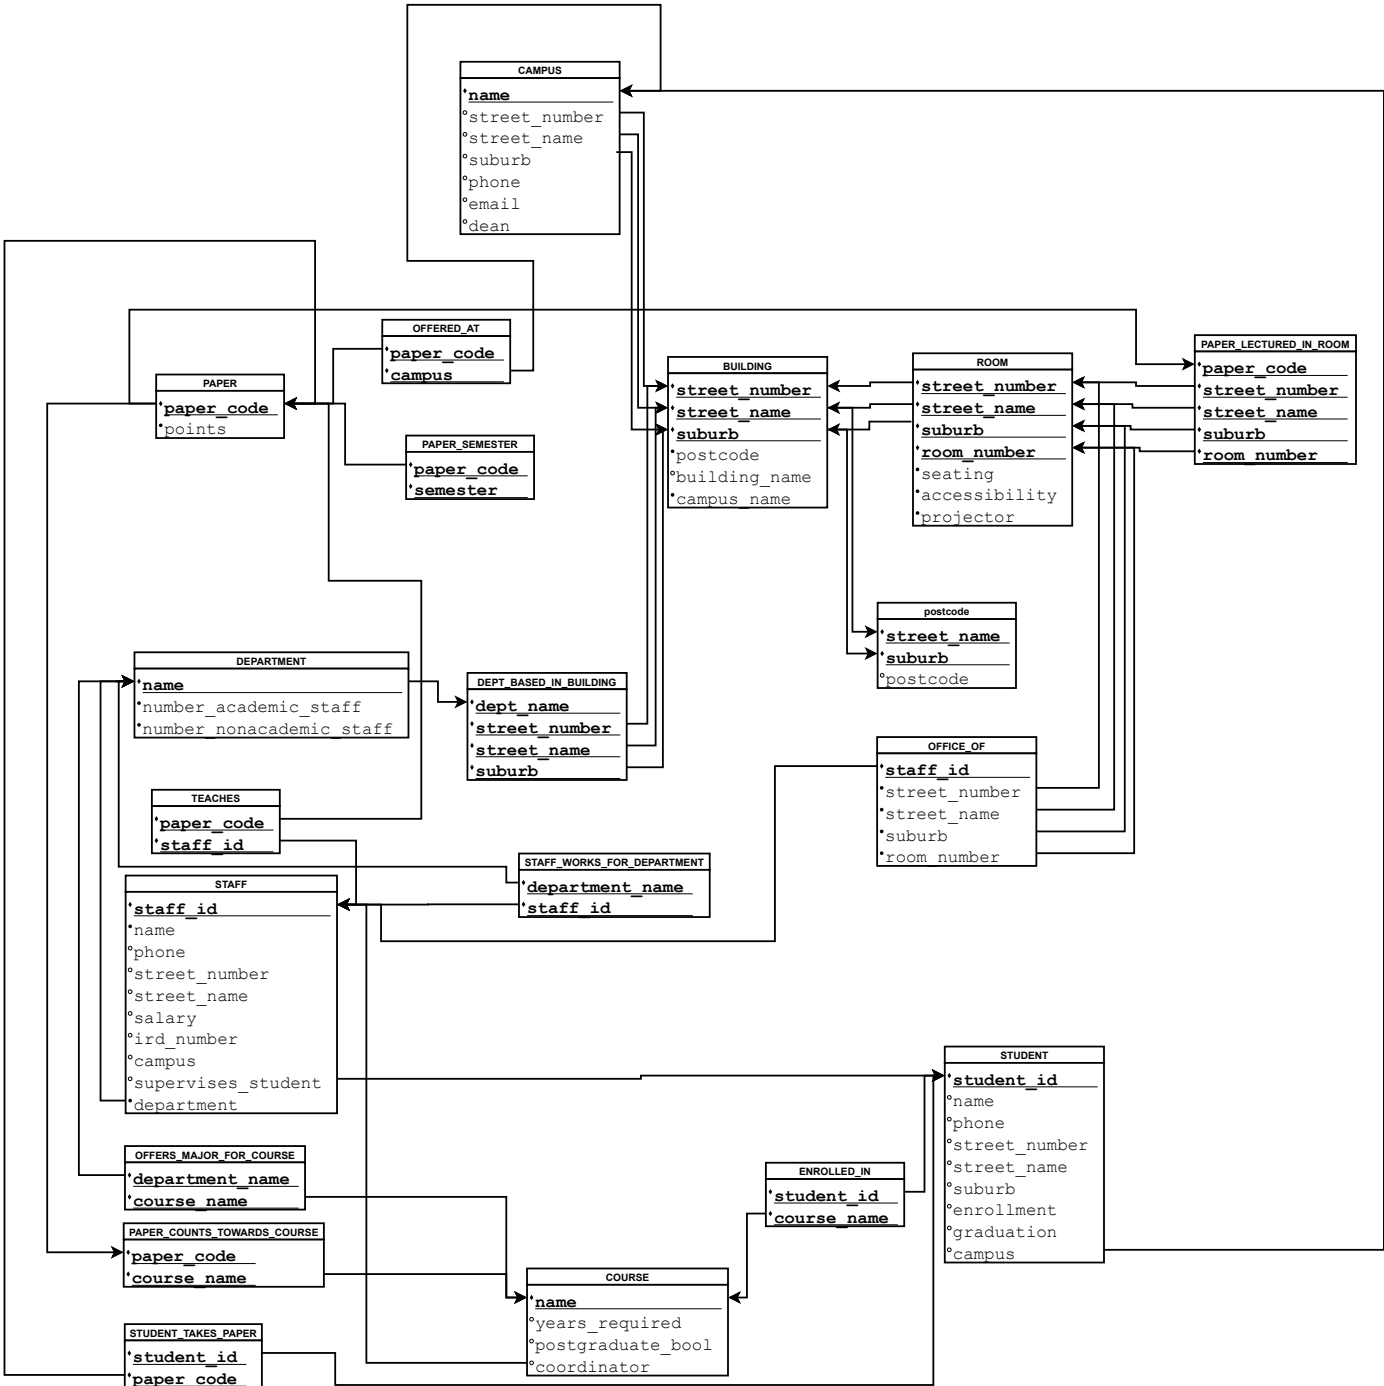 CAMPUS
name
street_number
street_name
suburb
phone
email
dean
OFFERED_AT
paper_code
campus
PAPER
paper_code
points
PAPER_SEMESTER
paper_code
semester
BUILDING
street_number
street_name
suburb
postcode
building_name
campus_name
ROOM
street_number
street_name
suburb
room_number
seating
accessibility
projector
PAPER_LECTURED_IN_ROOM
paper_code
street_number
street_name
suburb
room_number
postcode
street_name
suburb
postcode
DEPARTMENT
name
number_academic_staff
number_nonacademic_staff
DEPT_BASED_IN_BUILDING
dept_name
street_number
street_name
suburb
OFFICE_OF
staff_id
street_number
street_name
suburb
room_number
TEACHES
paper_code
staff_id
STAFF_WORKS_FOR_DEPARTMENT
department_name
staff_id
STAFF
staff_id
name
phone
street_number
street_name
salary
ird_number
campus
supervises_student
department
STUDENT
student_id
name
phone
street_number
street_name
suburb
enrollment
graduation
campus
OFFERS_MAJOR_FOR_COURSE
department_name
course_name
ENROLLED_IN
student_id
course_name
PAPER_COUNTS_TOWARDS_COURSE
paper_code
course_name
COURSE
name
years_required
postgraduate_bool
coordinator
STUDENT_TAKES_PAPER
student_id
paper_code